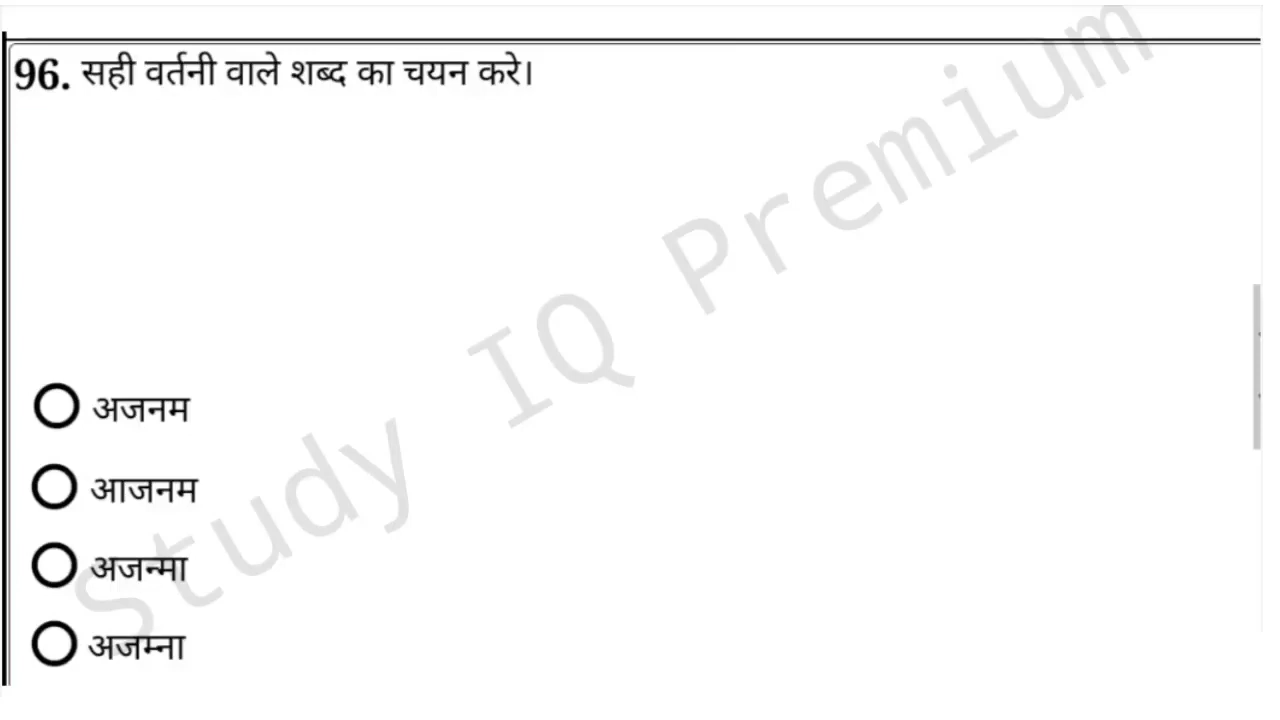 96. सही वर्तनी वाले शब्द का चयन करे।
Study IQ Premium
अजनम
आजनम
अजन्मा
अजम्ना